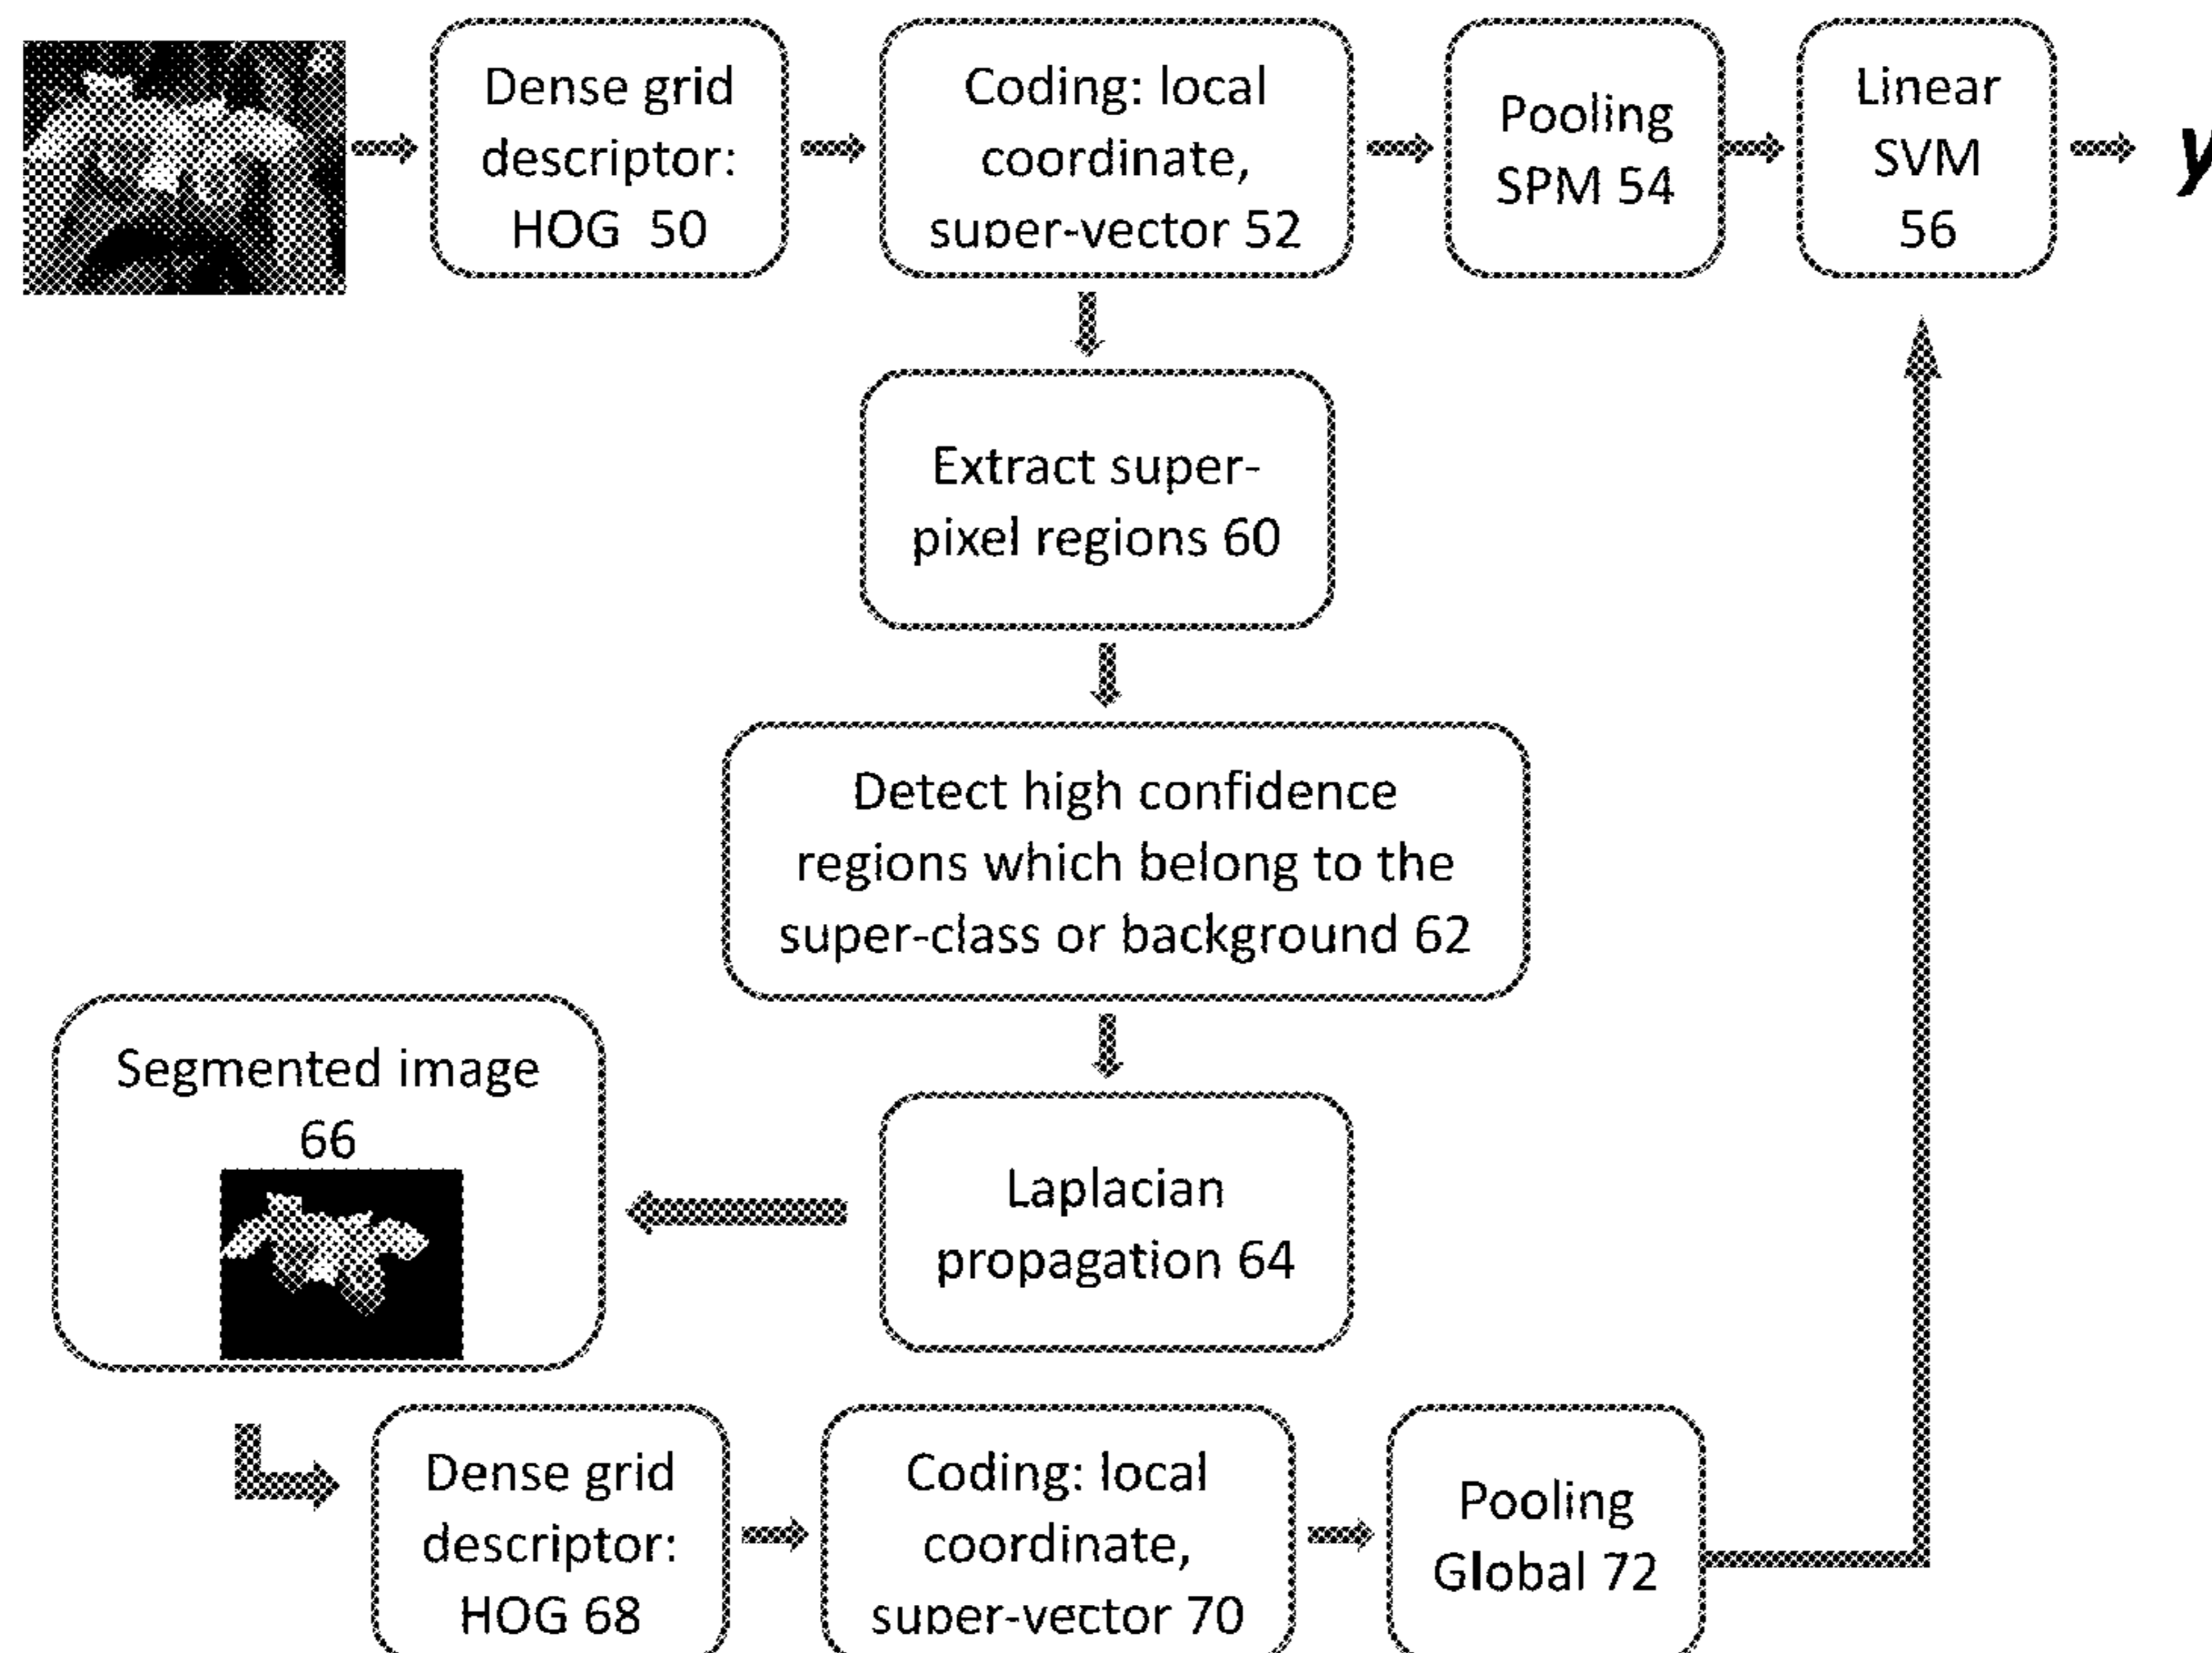 Dense grid
descriptor:
HOG 50
Coding: local
coordinate,
super-vector 52
Pooling
SPM 54
Linear
SVM
56
y
Extract super-
pixel regions 60
Detect high confidence
regions which belong to the
super-class or background 62
Segmented image
66
Laplacian
propagation 64
Dense grid
descriptor:
HOG 68
Coding: local
coordinate,
super-vector 70
Pooling
Global 72